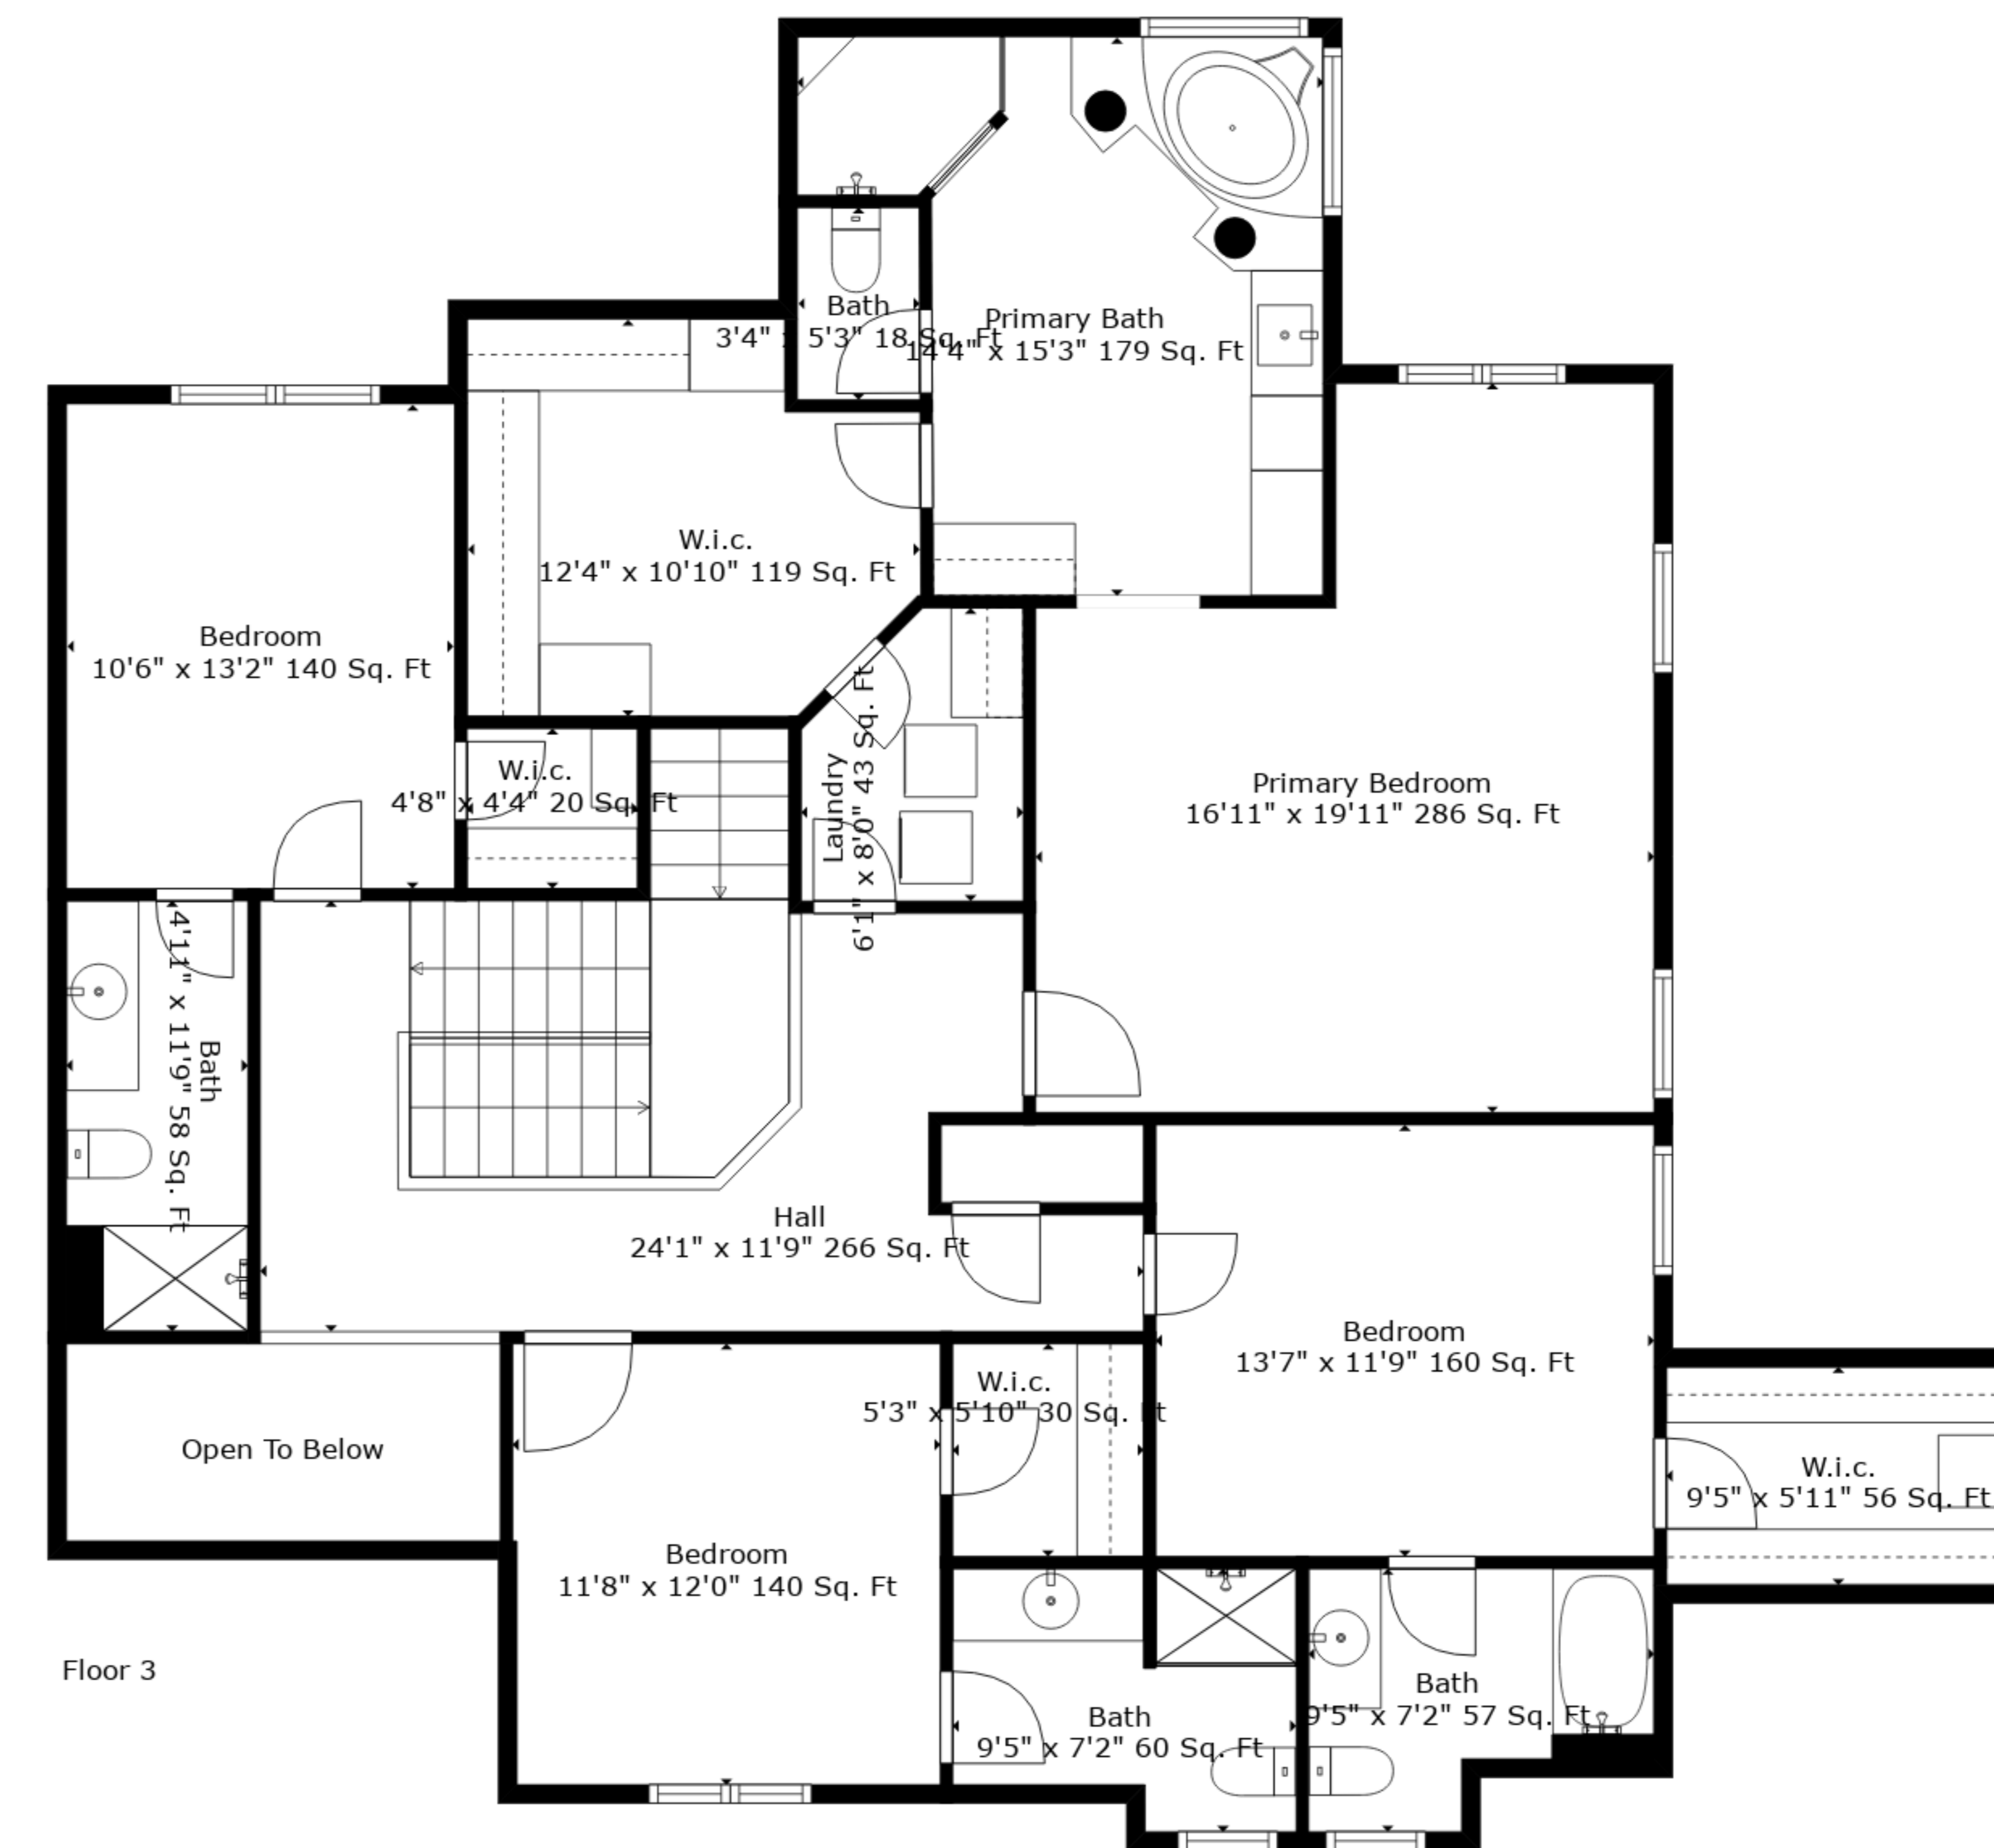 Bath
3'4" x 5'3" 18 Sq. Ft
Primary Bath
14'4" x 15'3" 179 Sq. Ft
W.i.c.
12'4" x 10'10" 119 Sq. Ft
Bedroom
10'6" x 13'2" 140 Sq. Ft
W.i.c.
4'8" x 4'4" 20 Sq. Ft
Laundry
6'1" x 8'0" 43 Sq. Ft
Primary Bedroom
16'11" x 19'11" 286 Sq. Ft
Bath
4'11" x 11'9" 58 Sq. Ft
Hall
24'1" x 11'9" 266 Sq. Ft
Bedroom
13'7" x 11'9" 160 Sq. Ft
W.i.c.
5'3" x 5'10" 30 Sq. Ft
Open To Below
W.i.c.
9'5" x 5'11" 56 Sq. Ft
Bedroom
11'8" x 12'0" 140 Sq. Ft
Floor 3
Bath
9'5" x 7'2" 60 Sq. Ft
Bath
9'5" x 7'2" 57 Sq. Ft